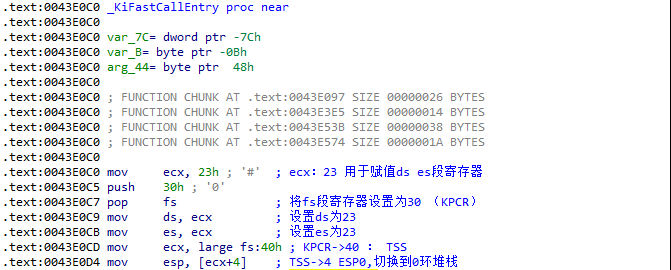 .text:0043E0C0 _KiFastCallEntry proc near
.text:0043E0C0
.text:0043E0C0 var_7C= dword ptr -7Ch
.text:0043E0C0 var_B= byte ptr -0Bh
.text:0043E0C0 arg_44= byte ptr  48h
.text:0043E0C0
.text:0043E0C0 ; FUNCTION CHUNK AT .text:0043E097 SIZE 00000026 BYTES
.text:0043E0C0 ; FUNCTION CHUNK AT .text:0043E3E5 SIZE 00000014 BYTES
.text:0043E0C0 ; FUNCTION CHUNK AT .text:0043E53B SIZE 00000038 BYTES
.text:0043E0C0 ; FUNCTION CHUNK AT .text:0043E574 SIZE 0000001A BYTES
.text:0043E0C0
.text:0043E0C0 mov     ecx, 23h ; '#'  ; ecx：23 用于赋值ds es段寄存器
.text:0043E0C5 push    30h ; '0'
.text:0043E0C7 pop     fs              ; 将fs段寄存器设置为30 （KPCR）
.text:0043E0C9 mov     ds, ecx         ; 设置ds为23
.text:0043E0CB mov     es, ecx         ; 设置es为23
.text:0043E0CD mov     ecx, large fs:40h ; KPCR->40 ： TSS
.text:0043E0D4 mov     esp, [ecx+4]    ; TSS->4 ESP0,切换到0环堆栈